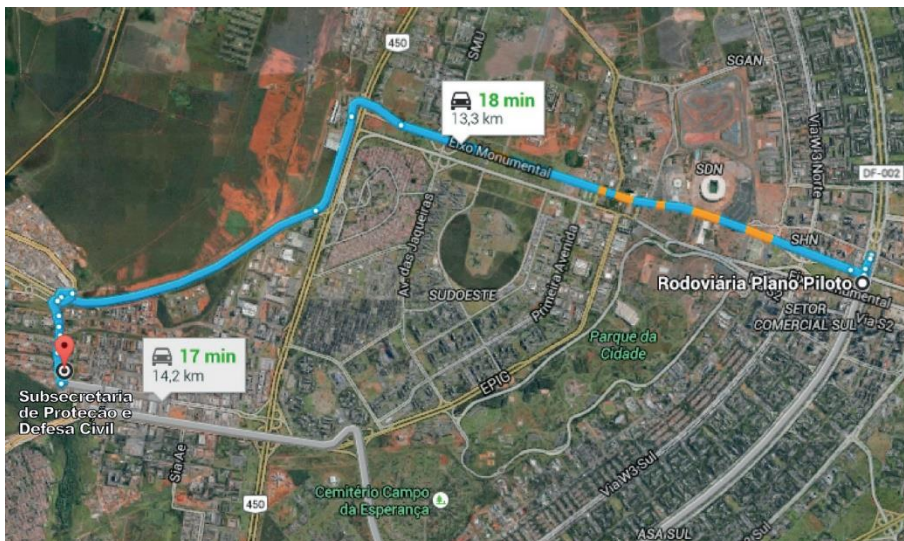 450
SMU
SGAN
18 min
13,3 km
Eixo Monumental
SDN
Via W3 Norte
DF-002
SHN
Av. das Jaqueiras
Primeira Avenida
SUDOESTE
Rodoviária Plano Piloto
Monumental
Via S2
SETOR
COMERCIAL SUL
Parque da
Cidade
17 min
14,2 km
EPIG
Subsecretaria
de Proteção e
Defesa Civil
Sia Ae
Via W3 Sul
Cemitério Campo
da Esperança
450
ASA SUL